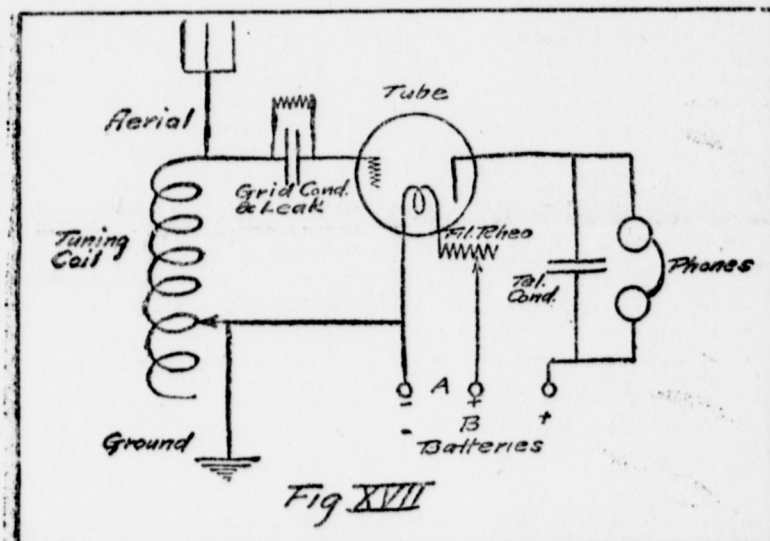 Aerial
Tube
Grid Cond.
& Leak
Tuning
Coil
Fil. Rheo
Tel.
Cond.
Phones
- A + +
- B
Batteries
Ground
Fig XVII